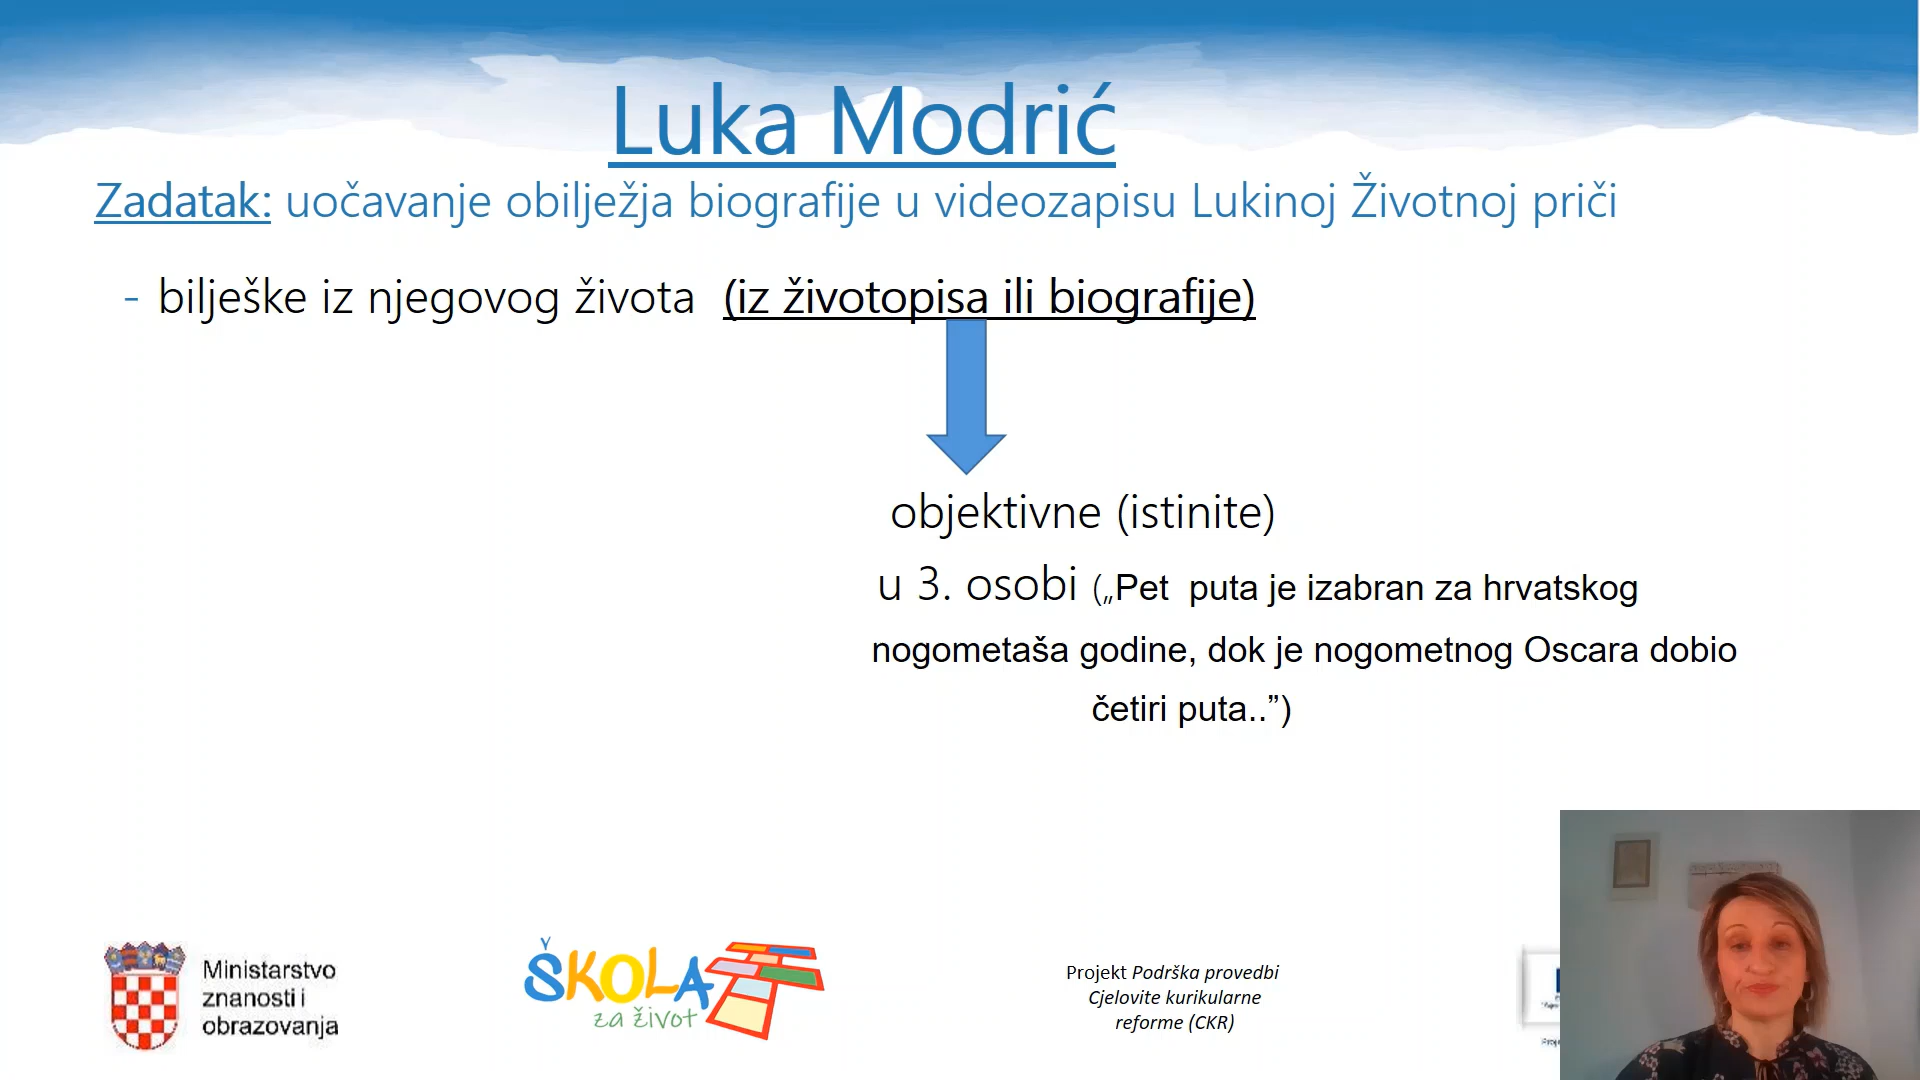 Luka Modrić
Zadatak: uočavanje obilježja biografije u videozapisu Lukinoj Životnoj priči
- bilješke iz njegovog života (iz životopisa ili biografije)
objektivne (istinite)
u 3. osobi („Pet puta je izabran za hrvatskog
nogometaša godine, dok je nogometnog Oscara dobio
četiri puta..”)
Ministarstvo
znanosti i
obrazovanja
ŠKOLA
za život
Projekt Podrška provedbi
Cjelovite kurikularne
reforme (CKR)